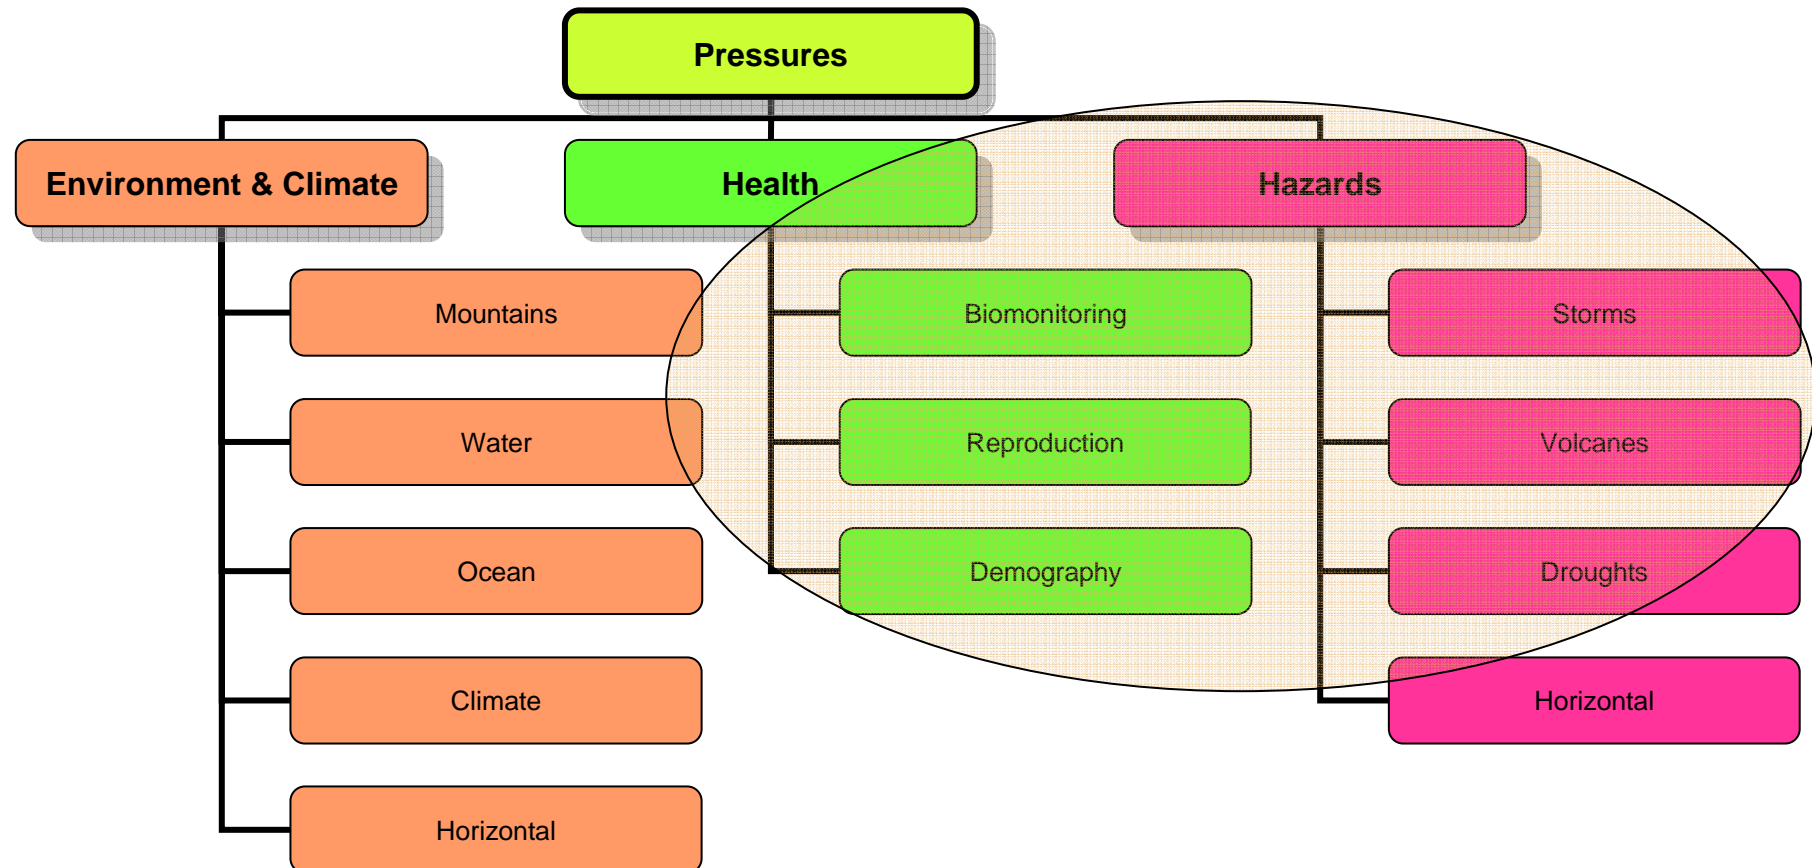 Pressures
Environment & Climate
Health
Hazards
Mountains
Biomonitoring
Storms
Water
Reproduction
Volcanes
Ocean
Demography
Droughts
Climate
Horizontal
Horizontal